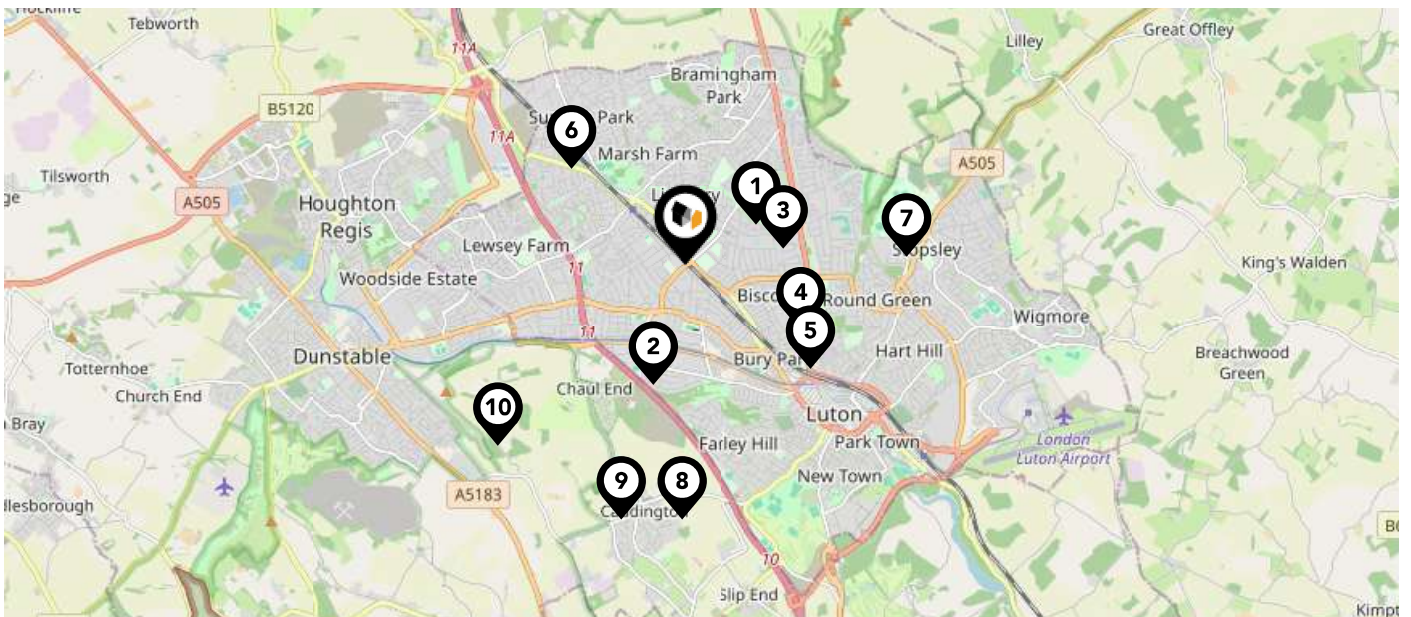 Tebworth
11A
Lilley
Great Offley
Bramingham
Park
B5120
Park
6
11A
Marsh Farm
A505
Tilsworth
1
A505
3
Houghton
Regis
7
Stopsley
Lewsey Farm
11
King's Walden
Woodside Estate
4
Round Green
Wigmore
11
5
2
Bury Park
Hart Hill
Dunstable
Breachwood
Green
Totternhoe
Church End
Chaul End
10
Luton
Bray
Farley Hill
Park Town
London
Luton Airport
9
8
New Town
A5183
Caddington
10
Slip End